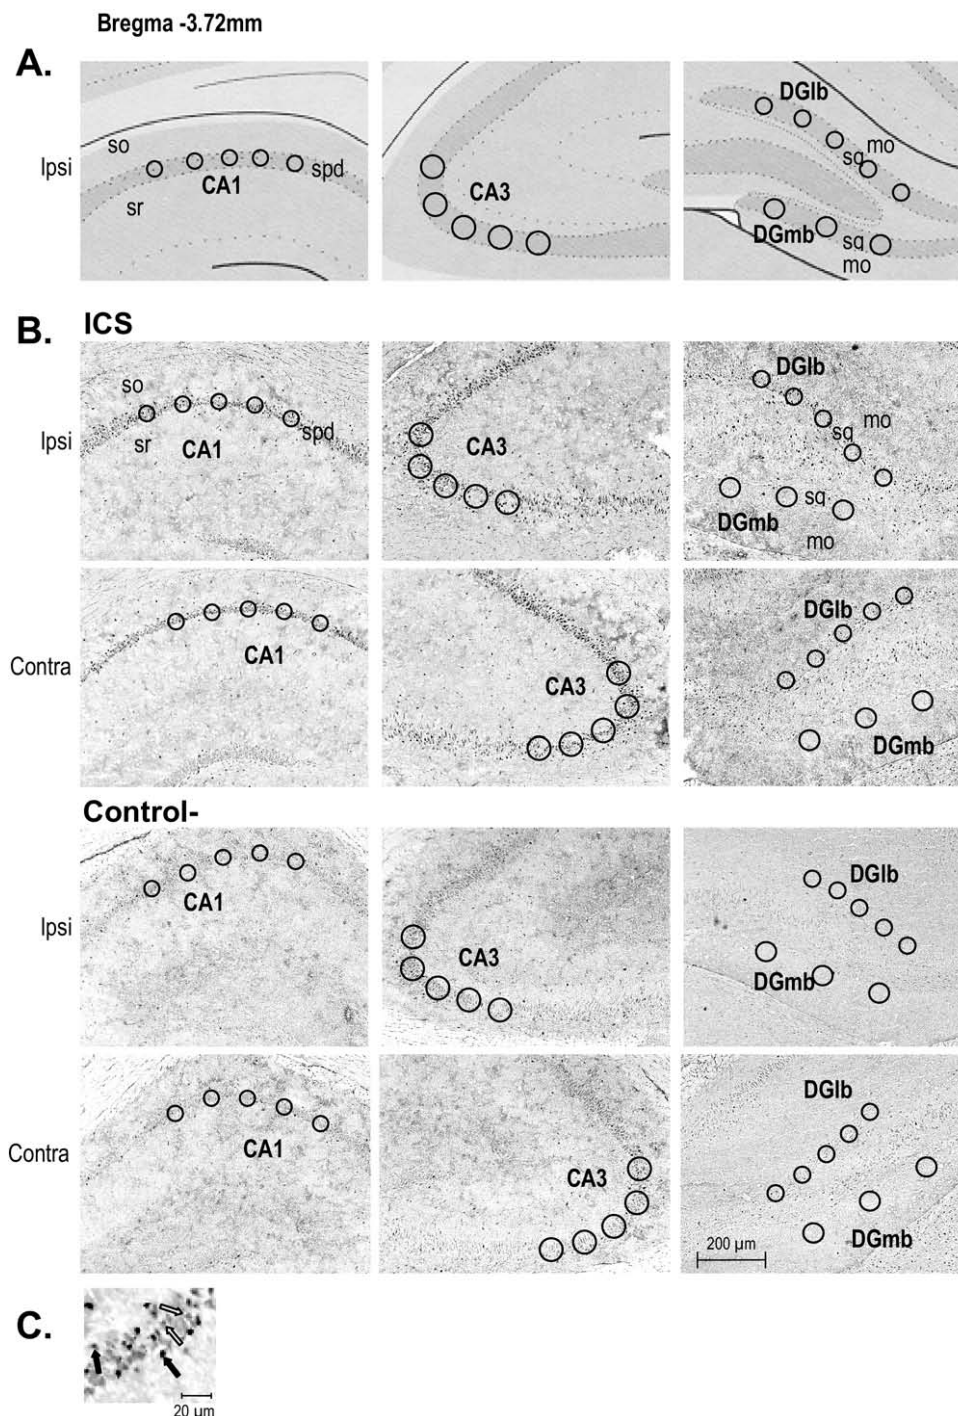 Bregma -3.72mm
A.
Ipsi
so
CA1
spd
sr
CA3
DGlb
mo
sq
DGmb
sq
mo
B.
ICS
Ipsi
so
sr
CA1
spd
CA3
DGlb
mo
sq
sq
DGmb
mo
Contra
CA1
CA3
DGlb
DGmb
Control-
Ipsi
CA1
CA3
DGlb
DGmb
Contra
CA1
CA3
DGlb
DGmb
200 µm
C.
20 µm